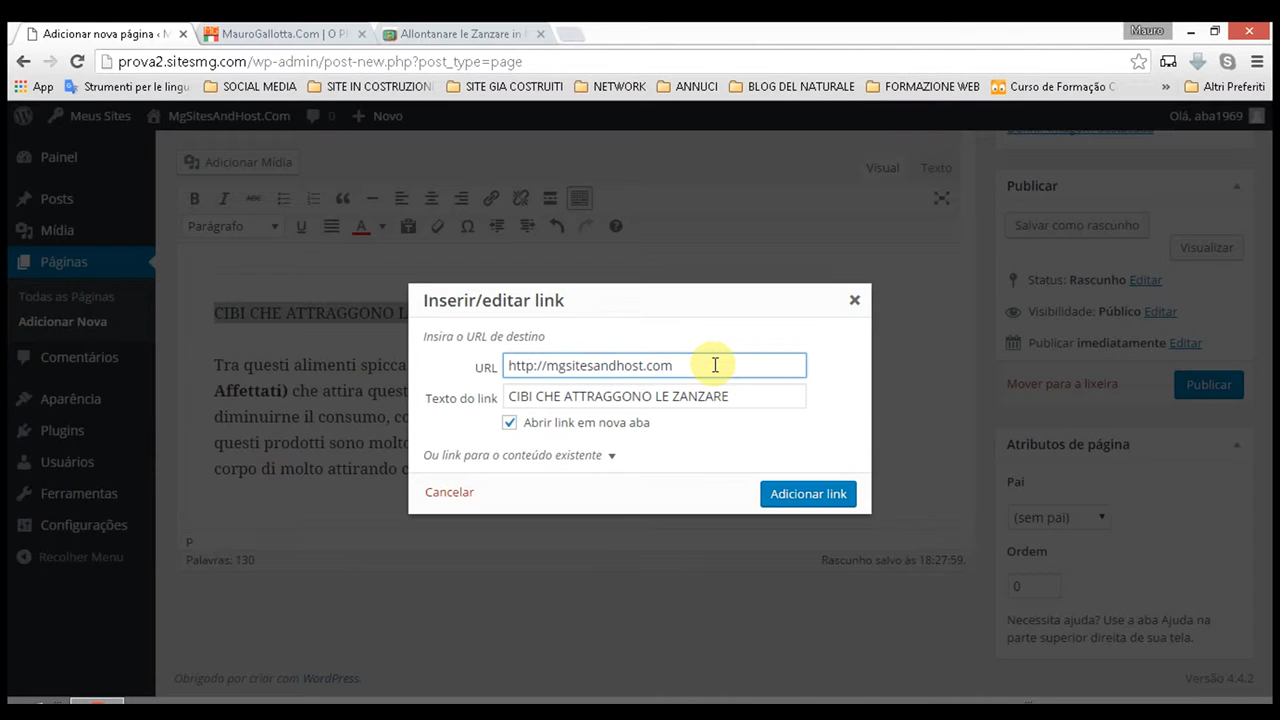 Adicionar nova página ‹ M
MauroGallotta.Com | O P
Allontanare le Zanzare in
Mauro
prova2.sitesmg.com/wp-admin/post-new.php?post_type=page
App
Strumenti per le lingu
SOCIAL MEDIA
SITE IN COSTRUZION
SITE GIA COSTRUITI
NETWORK
ANNUCI
BLOG DEL NATURALE
FORMAZIONE WEB
Curso de Formação C
»
Altri Preferiti
Meus Sites
MgSitesAndHost.Com
0
Novo
Olá, aba1969
Painel
Posts
Mídia
Páginas
Todas as Páginas
Adicionar Nova
Comentários
Aparência
Plugins
Usuários
Ferramentas
Configurações
Recolher Menu
Adicionar Mídia
Visual
Texto
Parágrafo
CIBI CHE ATTRAGGONO L
Tra questi alimenti spicca
Affettati) che attira quest
diminuirne il consumo, co
questi prodotti sono molto
corpo di molto attirando c
P
Palavras: 130
Rascunho salvo às 18:27:59.
Inserir/editar link
Insira o URL de destino
URL
http://mgsitesandhost.com
Texto do link
CIBI CHE ATTRAGGONO LE ZANZARE
Abrir link em nova aba
Ou link para o conteúdo existente
Cancelar
Adicionar link
Publicar
Salvar como rascunho
Visualizar
Status: Rascunho Editar
Visibilidade: Público Editar
Publicar imediatamente Editar
Mover para a lixeira
Publicar
Atributos de página
Pai
(sem pai)
Ordem
0
Necessita ajuda? Use a aba Ajuda na
parte superior direita de sua tela.
Obrigado por criar com WordPress.
Versão 4.4.2